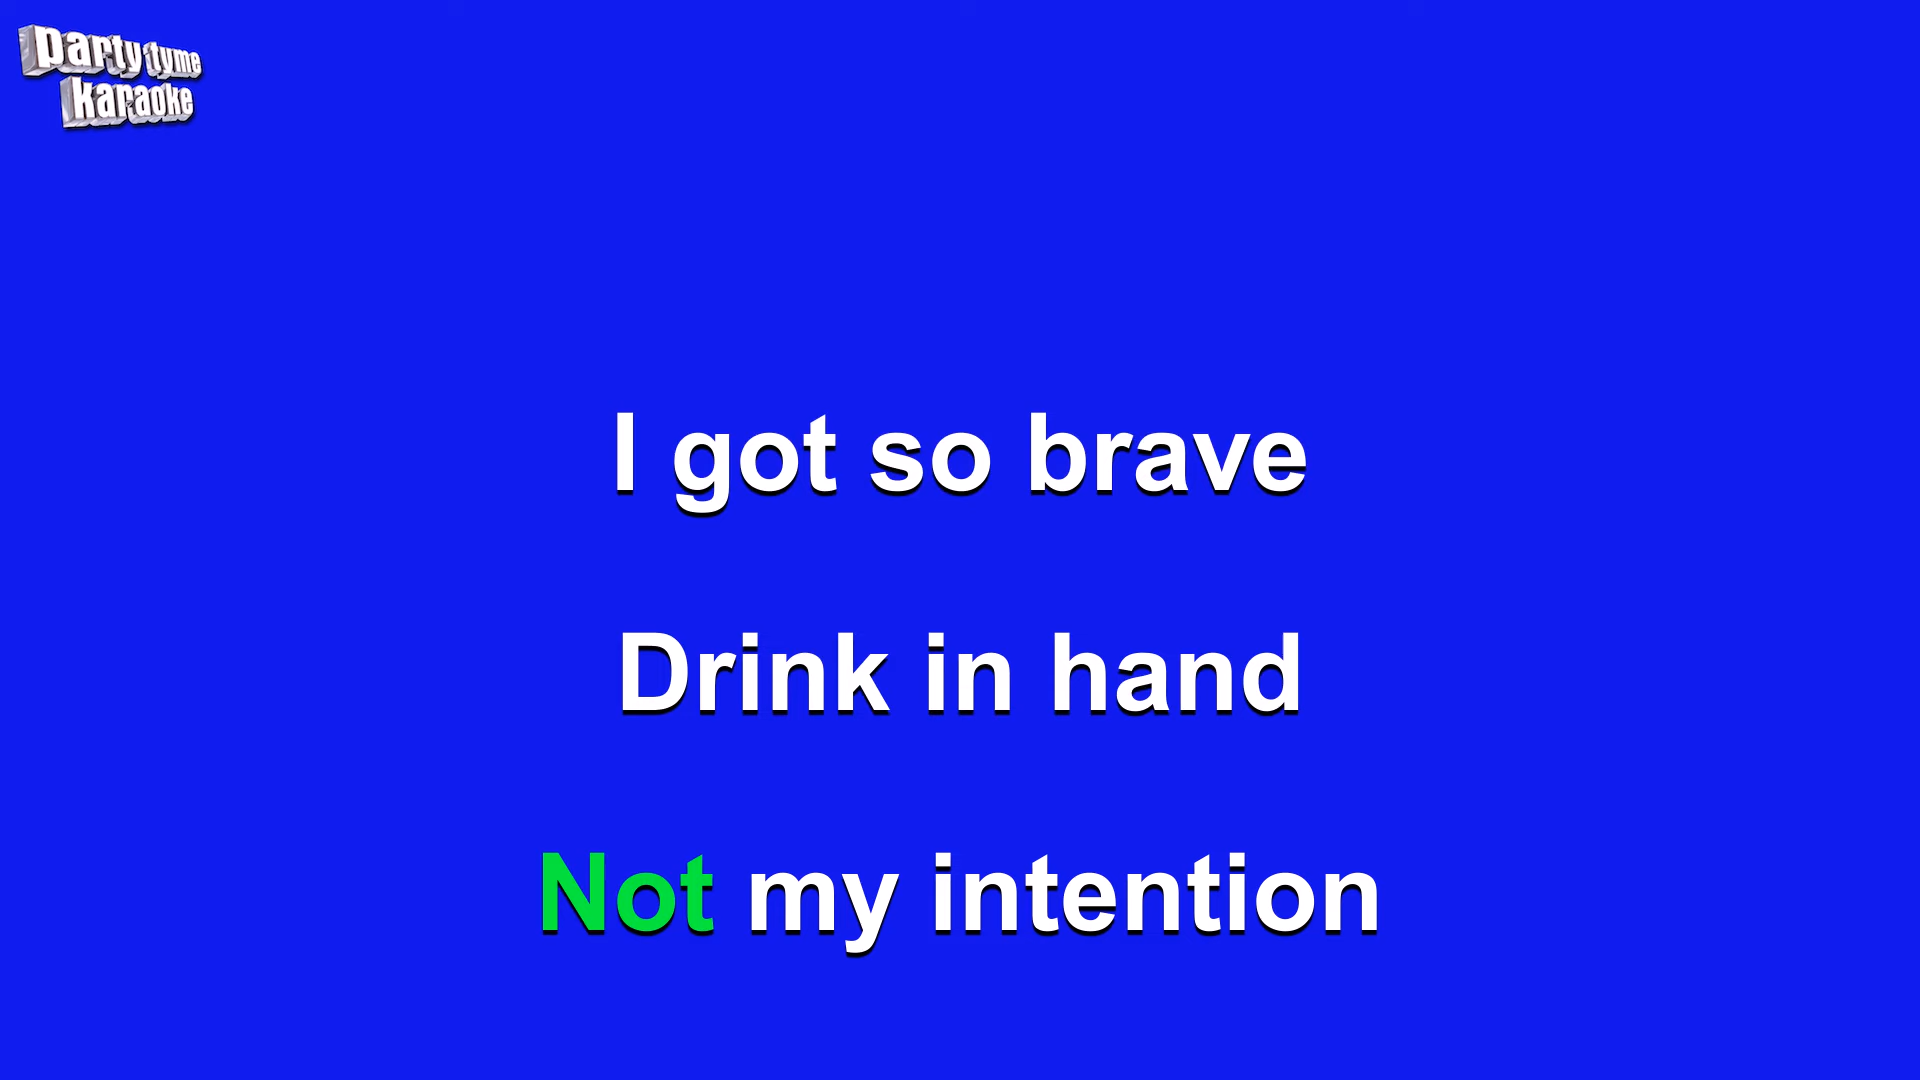 party tyme
karaoke
I got so brave
Drink in hand
Not my intention